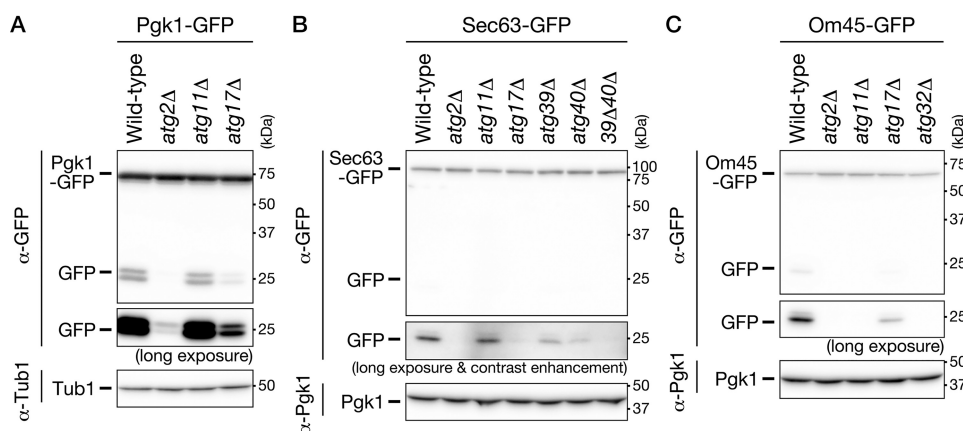 A
Pgk1-GFP
Wild-type
atg2Δ
atg11Δ
atg17Δ
(kDa)
α-GFP
Pgk1
-GFP
75
50
37
GFP
25
GFP
25
(long exposure)
α-Tub1
Tub1
50
B
Sec63-GFP
Wild-type
atg2Δ
atg11Δ
atg17Δ
atg39Δ
atg40Δ
39Δ40Δ
(kDa)
α-GFP
Sec63
-GFP
100
75
50
37
GFP
25
GFP
25
(long exposure & contrast enhancement)
α-Pgk1
Pgk1
50
37
C
Om45-GFP
Wild-type
atg2Δ
atg11Δ
atg17Δ
atg32Δ
(kDa)
α-GFP
Om45
-GFP
75
50
37
GFP
25
GFP
25
(long exposure)
α-Pgk1
Pgk1
50
37